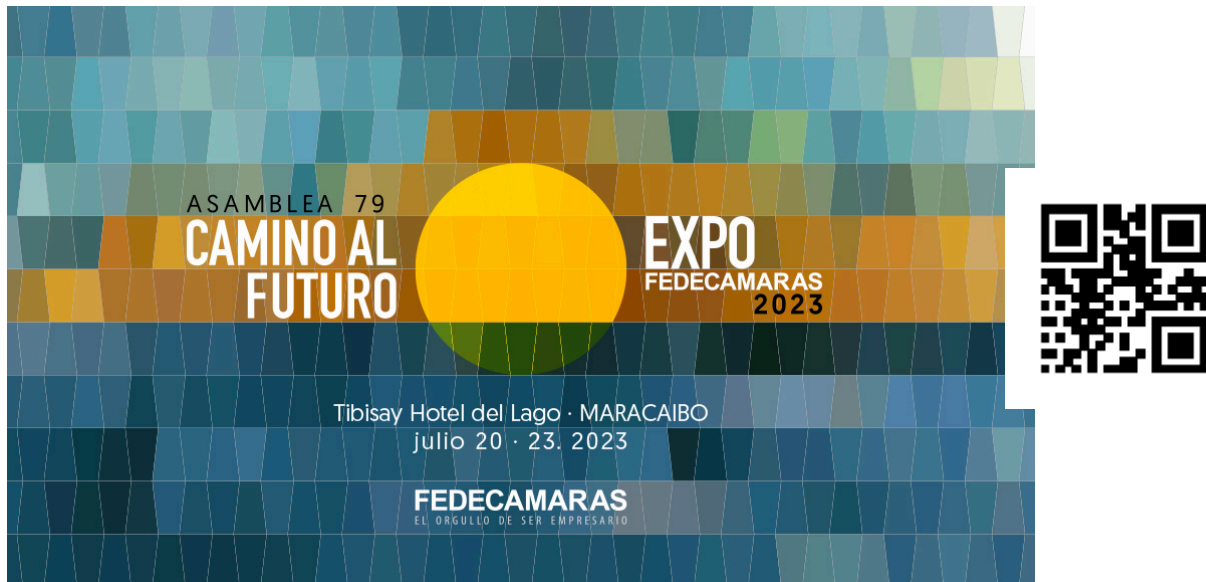 ASAMBLEA 79
CAMINO AL
FUTURO
EXPO
FEDECAMARAS
2023
Tibisay Hotel del Lago · MARACAIBO
julio 20 · 23. 2023
FEDECAMARAS
EL ORGULLO DE SER EMPRESARIO